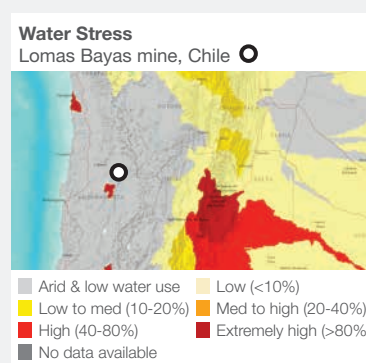 Water Stress
Lomas Bayas mine, Chile
Arid & low water use
Low (<10%)
Low to med (10-20%)
Med to high (20-40%)
High (40-80%)
Extremely high (>80%
No data available